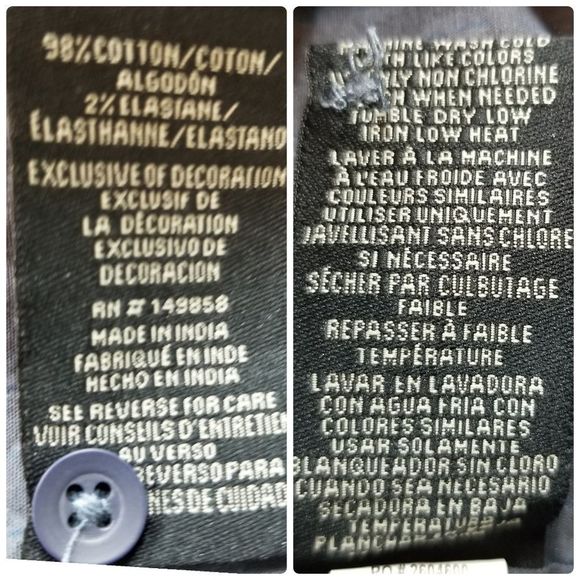 98% COTTON/COTON/
ALGODÓN
2% ELASTANE/
ÉLASTHANNE/ELASTANO
EXCLUSIVE OF DECORATION
EXCLUSIF DE
LA DÉCORATION
EXCLUSIVO DE
DECORACIÓN
RN # 149858
MADE IN INDIA
FABRIQUÉ EN INDE
HECHO EN INDIA
SEE REVERSE FOR CARE
VOIR CONSEILS D'ENTRETIEN
AU VERSO
REVERSO PARA
DE CUIDADO
MACHINE WASH COLD
WITH LIKE COLORS
ONLY NON CHLORINE
WHEN NEEDED
TUMBLE DRY LOW
IRON LOW HEAT
LAVER À LA MACHINE
À L'EAU FROIDE AVEC
COULEURS SIMILAIRES
UTILISER UNIQUEMENT
JAVELLISANT SANS CHLORE
SI NÉCESSAIRE
SÉCHER PAR CULBUTAGE
FAIBLE
REPASSER À FAIBLE
TEMPÉRATURE
LAVAR EN LAVADORA
CON AGUA FRIA CON
COLORES SIMILARES
USAR SOLAMENTE
BLANQUEADOR SIN CLORO
CUANDO SEA NECESARIO
SECADORA EN BAJA
TEMPERATURA